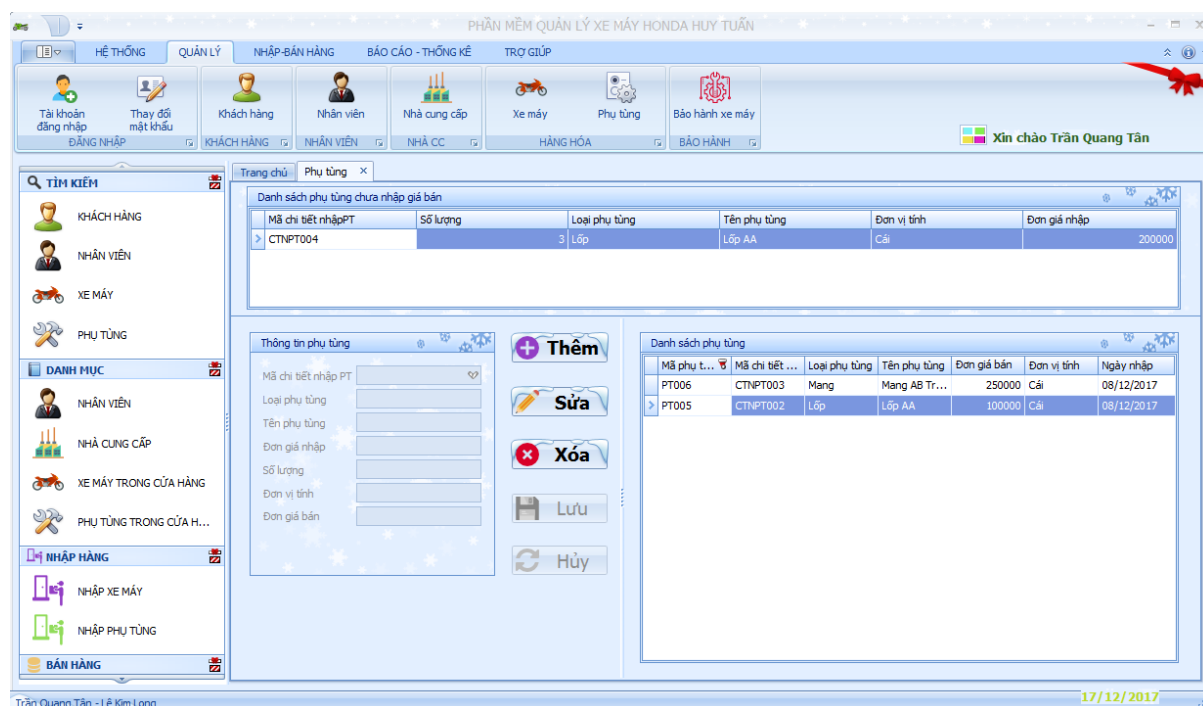 PHẦN MỀM QUẢN LÝ XE MÁY HONDA HUY TUẤN
HỆ THỐNG QUẢN LÝ NHẬP-BÁN HÀNG BÁO CÁO - THỐNG KÊ TRỢ GIÚP
Tài khoản đăng nhập
Thay đổi mật khẩu
Khách hàng
Nhân viên
Nhà cung cấp
Xe máy
Phụ tùng
Bảo hành xe máy
ĐĂNG NHẬP KHÁCH HÀNG NHÂN VIÊN NHÀ CC HÀNG HÓA BẢO HÀNH
Xin chào Trần Quang Tân
TÌM KIẾM
KHÁCH HÀNG
NHÂN VIÊN
XE MÁY
PHỤ TÙNG
DANH MỤC
NHÂN VIÊN
NHÀ CUNG CẤP
XE MÁY TRONG CỬA HÀNG
PHỤ TÙNG TRONG CỬA H...
NHẬP HÀNG
NHẬP XE MÁY
NHẬP PHỤ TÙNG
BÁN HÀNG
Trang chủ Phụ tùng ×
Danh sách phụ tùng chưa nhập giá bán
Mã chi tiết nhậpPT Số lượng Loại phụ tùng Tên phụ tùng Đơn vị tính Đơn giá nhập
CTNPT004 3 Lốp Lốp AA Cái 200000
Thông tin phụ tùng
Mã chi tiết nhập PT
Loại phụ tùng
Tên phụ tùng
Đơn giá nhập
Số lượng
Đơn vị tính
Đơn giá bán
Thêm
Sửa
Xóa
Lưu
Hủy
Danh sách phụ tùng
Mã phụ t... Mã chi tiết ... Loại phụ tùng Tên phụ tùng Đơn giá bán Đơn vị tính Ngày nhập
PT006 CTNPT003 Mang Mang AB Tr... 250000 Cái 08/12/2017
PT005 CTNPT002 Lốp Lốp AA 100000 Cái 08/12/2017
Trần Quang Tân - Lê Kim Long
17/12/2017